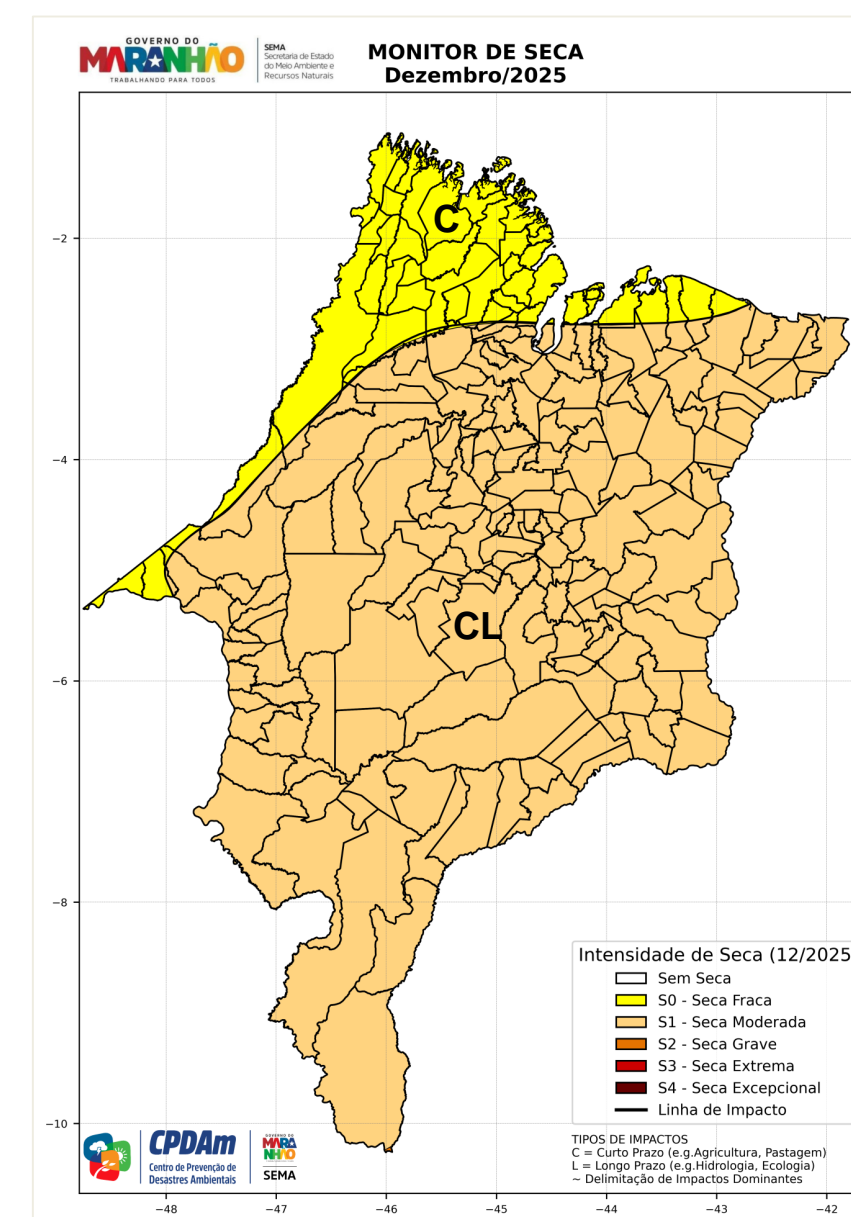 GOVERNO DO
MARANHÃO
TRABALHANDO PARA TODOS
SEMA
Secretaria de Estado
do Meio Ambiente e
Recursos Naturais
MONITOR DE SECA
Dezembro/2025
C
−2
−4
CL
−6
−8
−10
Intensidade de Seca (12/2025
Sem Seca
S0 - Seca Fraca
S1 - Seca Moderada
S2 - Seca Grave
S3 - Seca Extrema
S4 - Seca Excepcional
Linha de Impacto
TIPOS DE IMPACTOS
C = Curto Prazo (e.g.Agricultura, Pastagem)
L = Longo Prazo (e.g.Hidrologia, Ecologia)
~ Delimitação de Impactos Dominantes
CPDAm
Centro de Prevenção de
Desastres Ambientais
GOVERNO DO
MARA
NHÃO
SEMA
−48 −47 −46 −45 −44 −43 −42